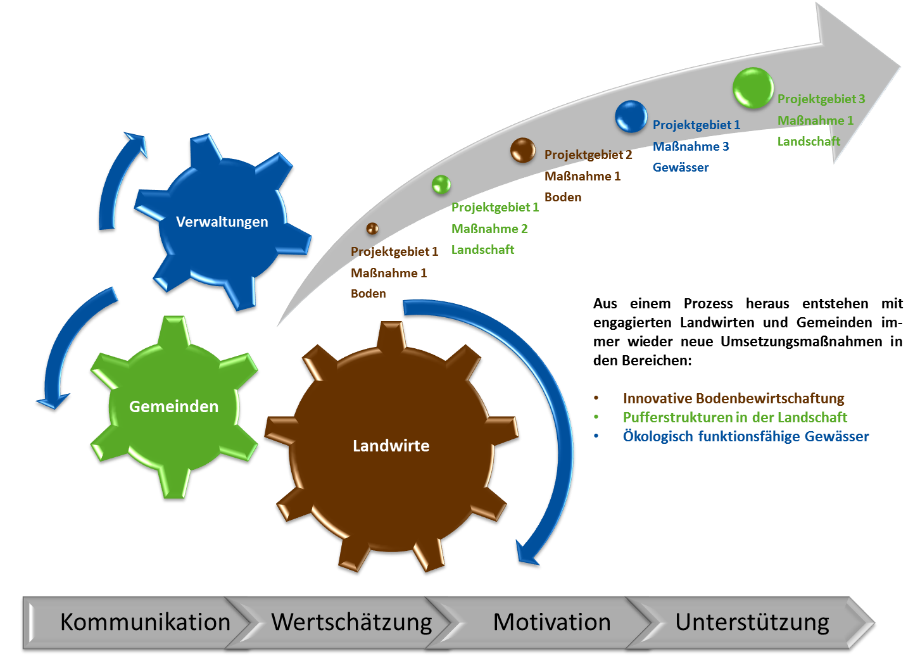 Projektgebiet 3
Maßnahme 1
Landschaft
Projektgebiet 1
Maßnahme 3
Gewässer
Projektgebiet 2
Maßnahme 1
Boden
Projektgebiet 1
Maßnahme 2
Landschaft
Projektgebiet 1
Maßnahme 1
Boden
Verwaltungen
Gemeinden
Landwirte
Aus einem Prozess heraus entstehen mit
engagierten Landwirten und Gemeinden im-
mer wieder neue Umsetzungsmaßnahmen in
den Bereichen:
• Innovative Bodenbewirtschaftung
• Pufferstrukturen in der Landschaft
• Ökologisch funktionsfähige Gewässer
Kommunikation
Wertschätzung
Motivation
Unterstützung